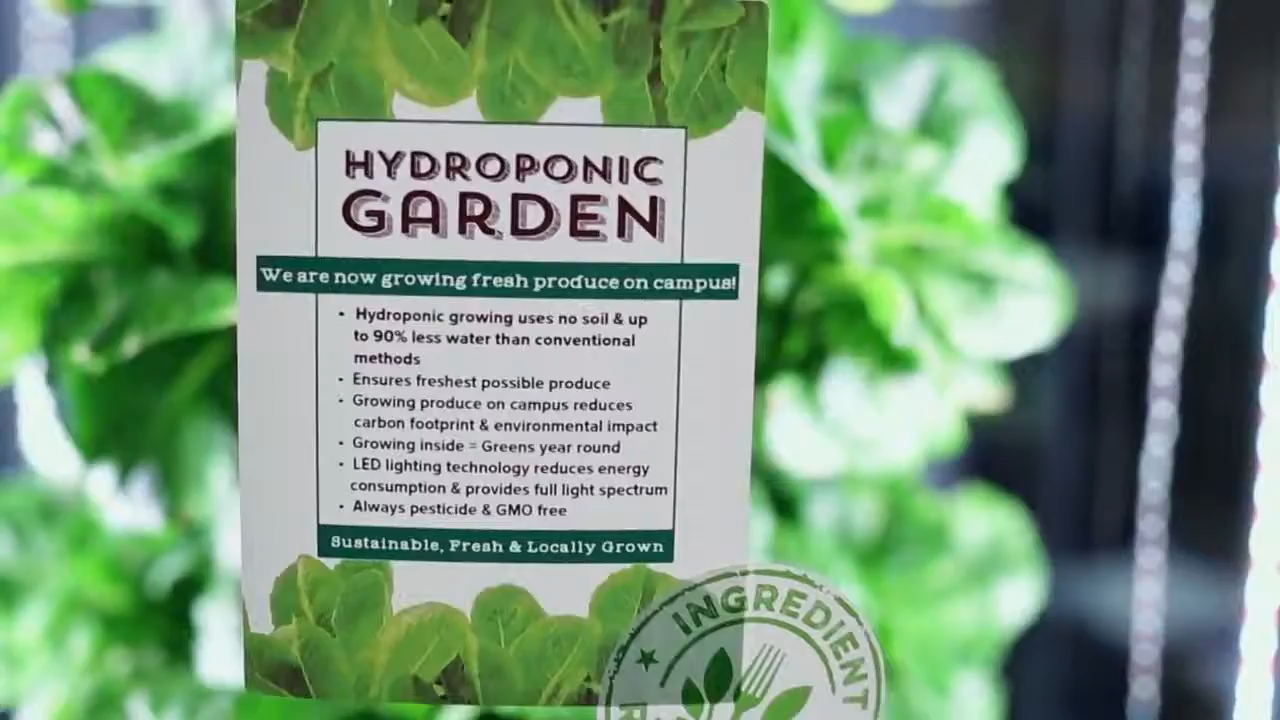 HYDROPONIC
GARDEN
We are now growing fresh produce on campus!
• Hydroponic growing uses no soil & up
to 90% less water than conventional
methods
• Ensures freshest possible produce
• Growing produce on campus reduces
carbon footprint & environmental impact
• Growing inside = Greens year round
• LED lighting technology reduces energy
consumption & provides full light spectrum
• Always pesticide & GMO free
Sustainable, Fresh & Locally Grown
INGREDIENT